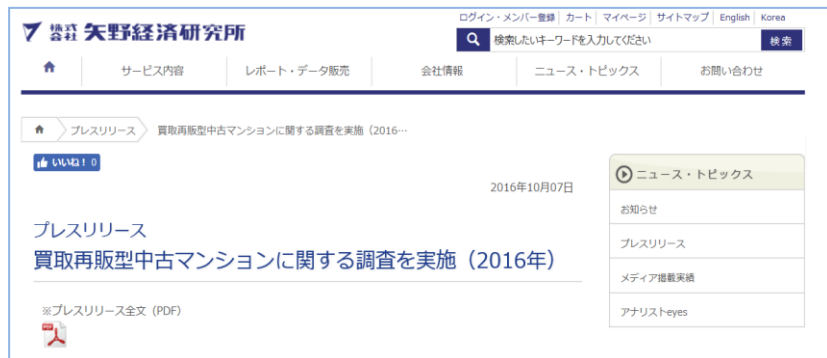 ログイン・メンバー登録 カート マイページ サイトマップ English Korea
株式会社 矢野経済研究所
検索したいキーワードを入力してください 検索
サービス内容 レポート・データ販売 会社情報 ニュース・トピックス お問い合わせ
プレスリリース 買取再販型中古マンションに関する調査を実施（2016…
いいね！ 0
2016年10月07日
プレスリリース
買取再販型中古マンションに関する調査を実施（2016年）
※プレスリリース全文（PDF）
PDF
ニュース・トピックス
お知らせ
プレスリリース
メディア掲載実績
アナリストeyes